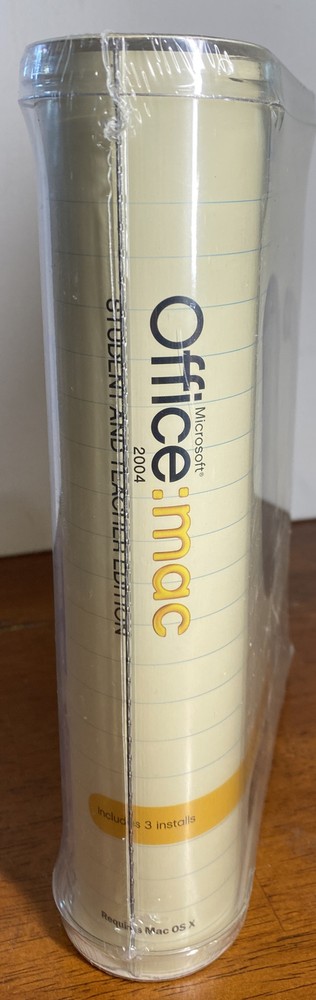 Microsoft®
Office:mac
2004
STUDENT AND TEACHER EDITION
includes 3 installs
Requires Mac OS X